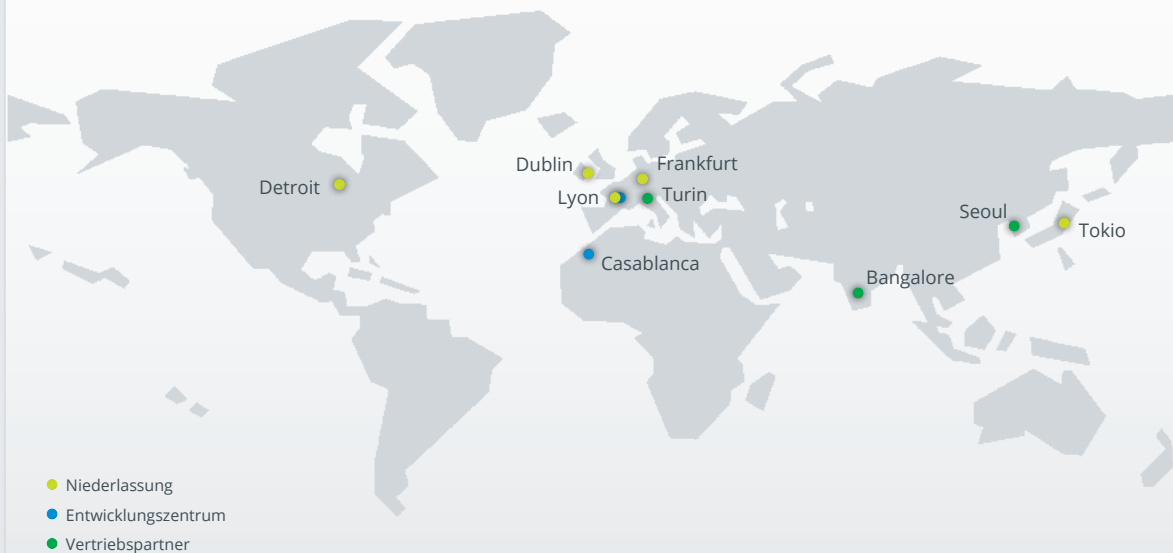 Dublin
Frankfurt
Detroit
Lyon
Turin
Seoul
Tokio
Casablanca
Bangalore
Niederlassung
Entwicklungszentrum
Vertriebspartner